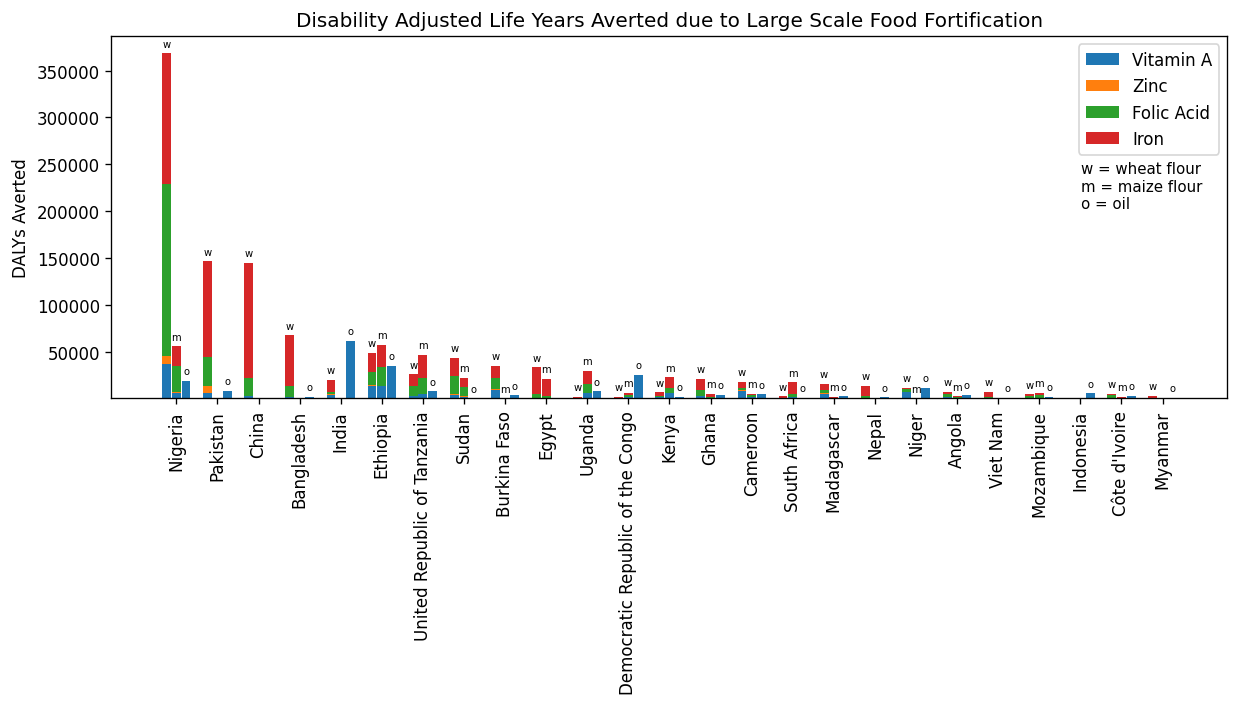 Disability Adjusted Life Years Averted due to Large Scale Food Fortification
DALYs Averted
350000
300000
250000
200000
150000
100000
50000
Vitamin A
Zinc
Folic Acid
Iron
w = wheat flour
m = maize flour
o = oil
w
m
o
w
o
w
w
o
w
o
w
m
o
w
m
o
w
m
o
w
m
o
w
m
w
m
o
w
m
o
w
m
o
w
m
o
w
m
o
w
m
o
w
m
o
w
o
w
m
o
w
m
o
w
o
w
m
o
o
w
m
o
w
o
Nigeria
Pakistan
China
Bangladesh
India
Ethiopia
United Republic of Tanzania
Sudan
Burkina Faso
Egypt
Uganda
Democratic Republic of the Congo
Kenya
Ghana
Cameroon
South Africa
Madagascar
Nepal
Niger
Angola
Viet Nam
Mozambique
Indonesia
Côte d'Ivoire
Myanmar